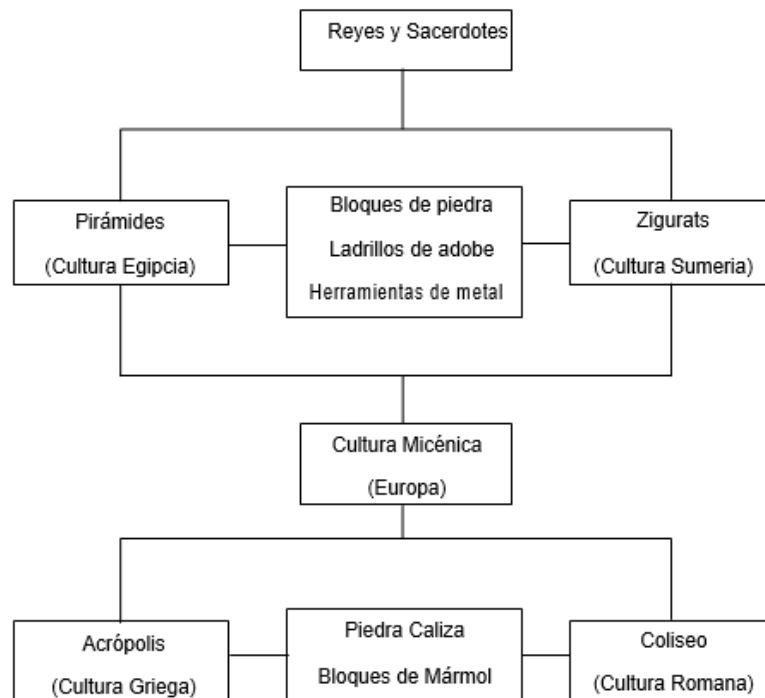 Reyes y Sacerdotes
Pirámides
(Cultura Egipcia)
Bloques de piedra
Ladrillos de adobe
Herramientas de metal
Zigurats
(Cultura Sumeria)
Cultura Micénica
(Europa)
Acrópolis
(Cultura Griega)
Piedra Caliza
Bloques de Mármol
Coliseo
(Cultura Romana)